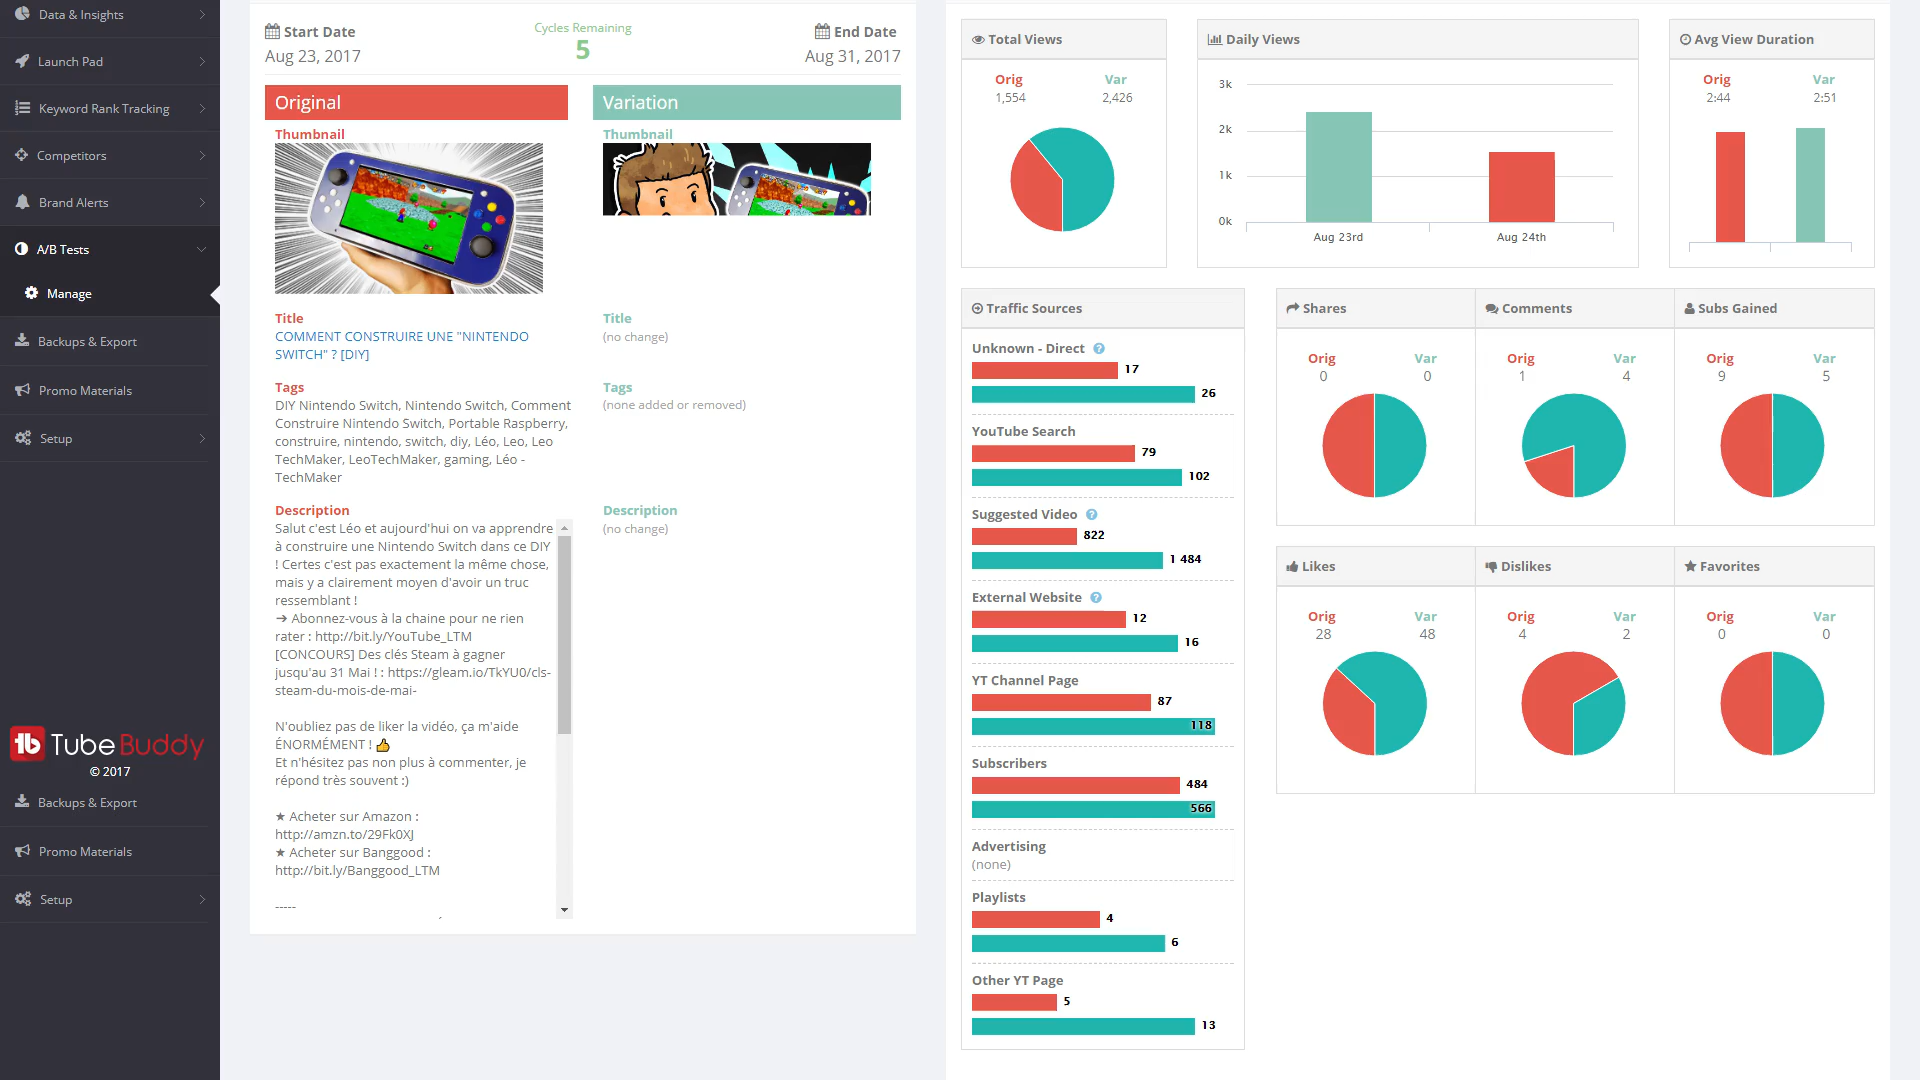 Data & Insights
Launch Pad
Keyword Rank Tracking
Competitors
Brand Alerts
A/B Tests
Manage
Backups & Export
Promo Materials
Setup
TubeBuddy
© 2017
Backups & Export
Promo Materials
Setup
Start Date
Aug 23, 2017
Cycles Remaining
5
End Date
Aug 31, 2017
Original
Thumbnail
Title
COMMENT CONSTRUIRE UNE "NINTENDO
SWITCH" ? [DIY]
Tags
DIY Nintendo Switch, Nintendo Switch, Comment
Construire Nintendo Switch, Portable Raspberry,
construire, nintendo, switch, diy, Léo, Leo, Leo
TechMaker, LeoTechMaker, gaming, Léo -
TechMaker
Description
Salut c'est Léo et aujourd'hui on va apprendre
à construire une Nintendo Switch dans ce DIY
! Certes c'est pas exactement la même chose,
mais y a clairement moyen d'avoir un truc
ressemblant !
➔ Abonnez-vous à la chaine pour ne rien
rater : http://bit.ly/YouTube_LTM
[CONCOURS] Des clés Steam à gagner
jusqu'au 31 Mai ! : https://gleam.io/TkYU0/cls-
steam-du-mois-de-mai-
N'oubliez pas de liker la vidéo, ça m'aide
ÉNORMÉMENT ! 👍
Et n'hésitez pas non plus à commenter, je
répond très souvent :)
★ Acheter sur Amazon :
http://amzn.to/29Fk0XJ
★ Acheter sur Banggood :
http://bit.ly/Banggood_LTM
-----
Variation
Thumbnail
Title
(no change)
Tags
(none added or removed)
Description
(no change)
Total Views
Orig Var
1,554 2,426
Daily Views
3k
2k
1k
0k
Aug 23rd Aug 24th
Avg View Duration
Orig Var
2:44 2:51
Traffic Sources
Unknown - Direct ?
17
26
YouTube Search
79
102
Suggested Video ?
822
1 484
External Website ?
12
16
YT Channel Page
87
118
Subscribers
484
566
Advertising
(none)
Playlists
4
6
Other YT Page
5
13
Shares
Orig Var
0 0
Comments
Orig Var
1 4
Subs Gained
Orig Var
9 5
Likes
Orig Var
28 48
Dislikes
Orig Var
4 2
Favorites
Orig Var
0 0